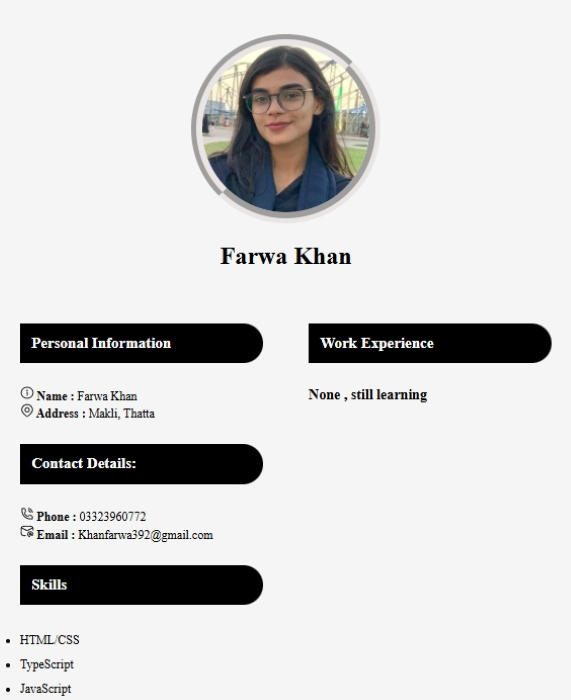 Farwa Khan
Personal Information
Name : Farwa Khan
Address : Makli, Thatta
Contact Details:
Phone : 03323960772
Email : Khanfarwa392@gmail.com
Skills
HTML/CSS
TypeScript
JavaScript
Work Experience
None , still learning